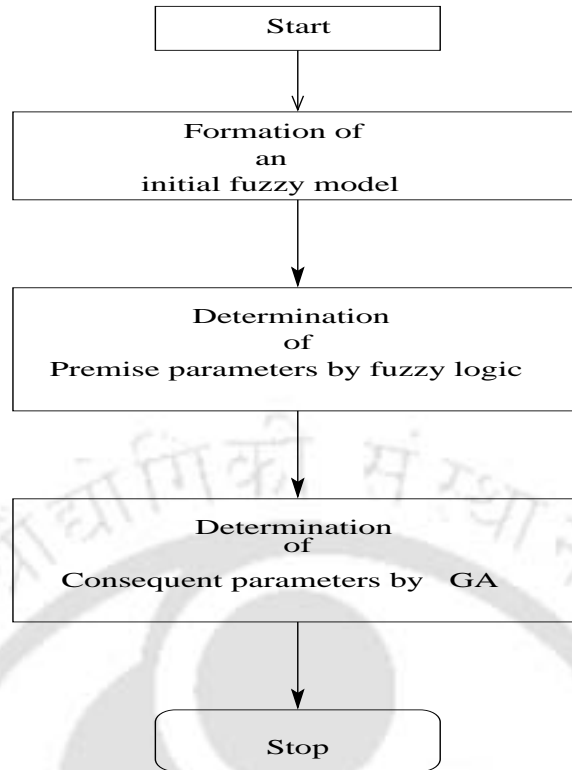 Start
Formation of
an
initial fuzzy model
Determination
of
Premise parameters by fuzzy logic
Determination
of
Consequent parameters by GA
Stop